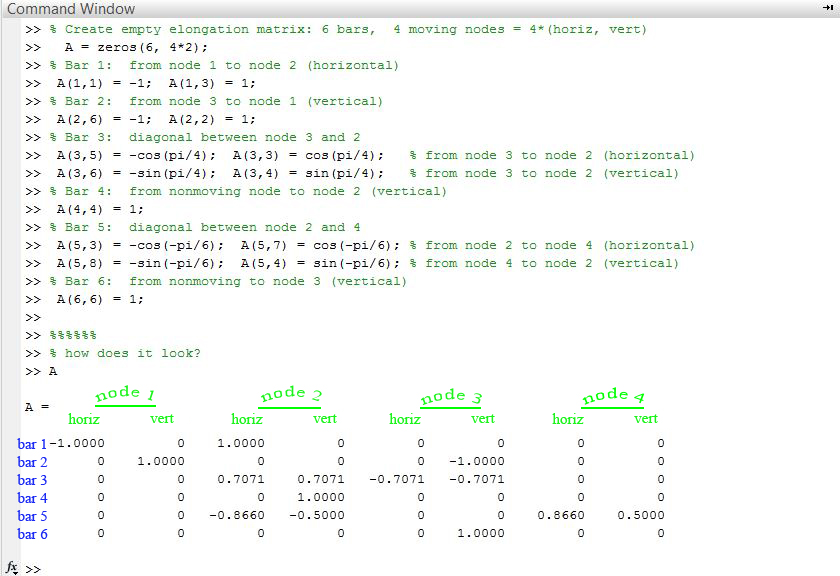 Command Window
>> % Create empty elongation matrix: 6 bars,  4 moving nodes = 4*(horiz, vert)
>>   A = zeros(6, 4*2);
>> % Bar 1:  from node 1 to node 2 (horizontal)
>>  A(1,1) = -1;  A(1,3) = 1;
>> % Bar 2:  from node 3 to node 1 (vertical)
>>  A(2,6) = -1;  A(2,2) = 1;
>> % Bar 3:  diagonal between node 3 and 2
>>  A(3,5) = -cos(pi/4);  A(3,3) = cos(pi/4);   % from node 3 to node 2 (horizontal)
>>  A(3,6) = -sin(pi/4);  A(3,4) = sin(pi/4);   % from node 3 to node 2 (vertical)
>> % Bar 4:  from nonmoving node to node 2 (vertical)
>>  A(4,4) = 1;
>> % Bar 5:  diagonal between node 2 and 4
>>  A(5,3) = -cos(-pi/6);  A(5,7) = cos(-pi/6); % from node 2 to node 4 (horizontal)
>>  A(5,8) = -sin(-pi/6);  A(5,4) = sin(-pi/6); % from node 4 to node 2 (vertical)
>> % Bar 6:  from nonmoving to node 3 (vertical)
>>  A(6,6) = 1;
>>
>> %%%%%%
>> % how does it look?
>> A
node 1 node 2 node 3 node 4
A =
horiz vert horiz vert horiz vert horiz vert
bar 1 -1.0000 0 1.0000 0 0 0 0 0
bar 2 0 1.0000 0 0 0 -1.0000 0 0
bar 3 0 0 0.7071 0.7071 -0.7071 -0.7071 0 0
bar 4 0 0 0 1.0000 0 0 0 0
bar 5 0 0 -0.8660 -0.5000 0 0 0.8660 0.5000
bar 6 0 0 0 0 0 1.0000 0 0
fx >>